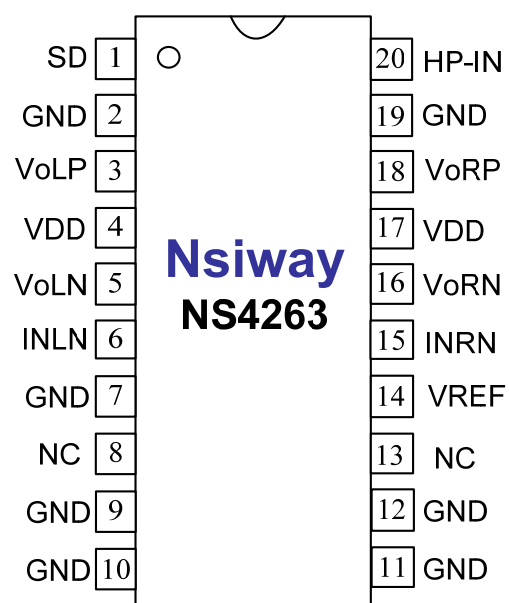 SD 1 20 HP-IN
GND 2 19 GND
VoLP 3 18 VoRP
VDD 4 17 VDD
Nsiway
VoLN 5 16 VoRN
NS4263
INLN 6 15 INRN
GND 7 14 VREF
NC 8 13 NC
GND 9 12 GND
GND 10 11 GND